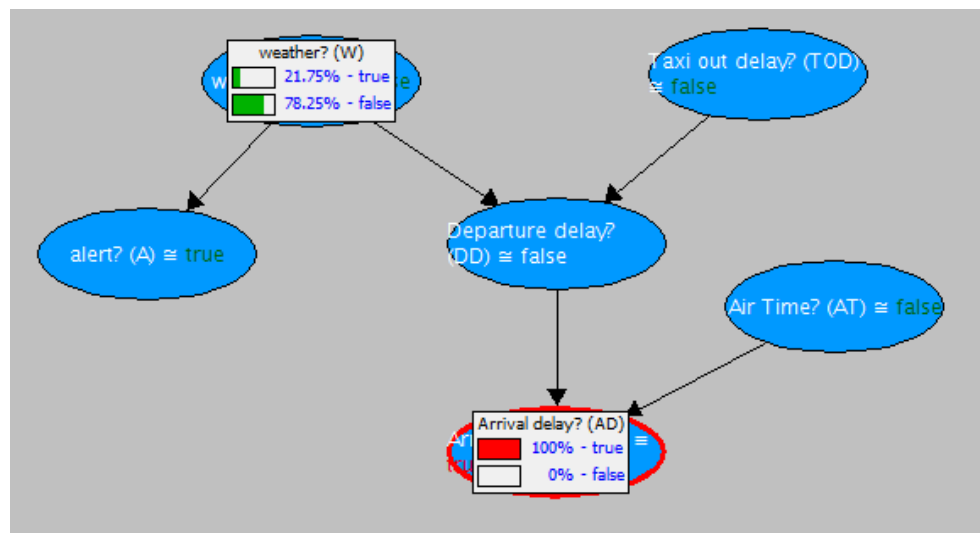 weather? (W)
21.75% - true
78.25% - false
Taxi out delay? (TOD)
≅ false
alert? (A) ≅ true
Departure delay?
(DD) ≅ false
Air Time? (AT) ≅ false
Arrival delay? (AD)
100% - true
0% - false